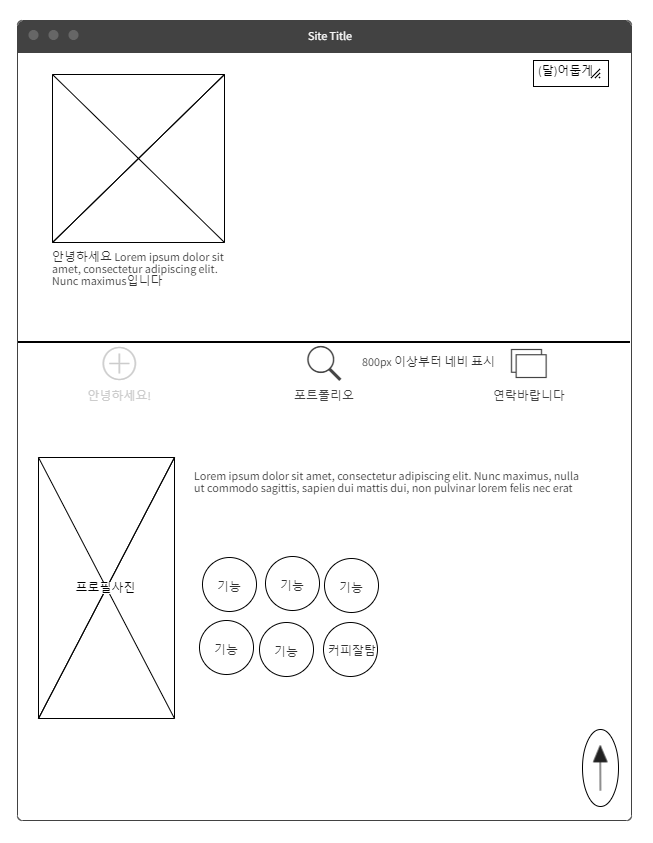 Site Title
(달)어둡게
안녕하세요 Lorem ipsum dolor sit
amet, consectetur adipiscing elit.
Nunc maximus입니다
800px 이상부터 네비 표시
안녕하세요!
포트폴리오
연락바랍니다
Lorem ipsum dolor sit amet, consectetur adipiscing elit. Nunc maximus, nulla
ut commodo sagittis, sapien dui mattis dui, non pulvinar lorem felis nec erat
프로필사진
기능
기능
기능
기능
기능
커피잘탐